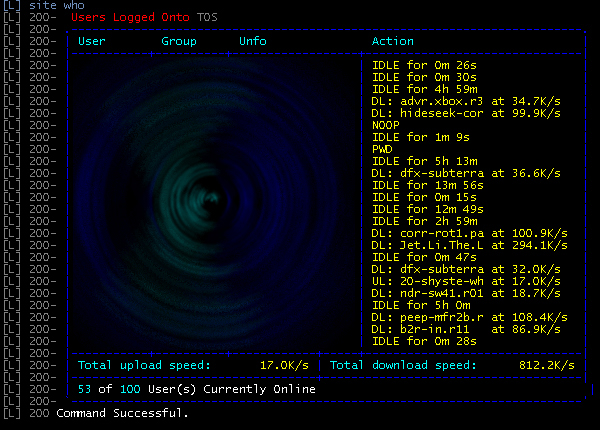 [L] site who
[L] 200- Users Logged Onto TOS
[L] 200-
[L] 200- User Group Unfo Action
[L] 200-
[L] 200- IDLE for 0m 26s
[L] 200- IDLE for 0m 30s
[L] 200- IDLE for 4h 59m
[L] 200- DL: advr.xbox.r3 at 34.7K/s
[L] 200- DL: hideseek-cor at 99.9K/s
[L] 200- NOOP
[L] 200- IDLE for 1m 9s
[L] 200- PWD
[L] 200- IDLE for 5h 13m
[L] 200- DL: dfx-subterra at 36.6K/s
[L] 200- IDLE for 13m 56s
[L] 200- IDLE for 0m 15s
[L] 200- IDLE for 12m 49s
[L] 200- IDLE for 2h 59m
[L] 200- DL: corr-rot1.pa at 100.9K/s
[L] 200- DL: Jet.Li.The.L at 294.1K/s
[L] 200- IDLE for 0m 47s
[L] 200- DL: dfx-subterra at 32.0K/s
[L] 200- UL: 20-shyste-wh at 17.0K/s
[L] 200- DL: ndr-sw41.r01 at 18.7K/s
[L] 200- IDLE for 5h 0m
[L] 200- DL: peep-mfr2b.r at 108.4K/s
[L] 200- DL: b2r-in.r11 at 86.9K/s
[L] 200- IDLE for 0m 28s
[L] 200-
[L] 200- Total upload speed: 17.0K/s Total download speed: 812.2K/s
[L] 200-
[L] 200- 53 of 100 User(s) Currently Online
[L] 200-
[L] 200 Command Successful.